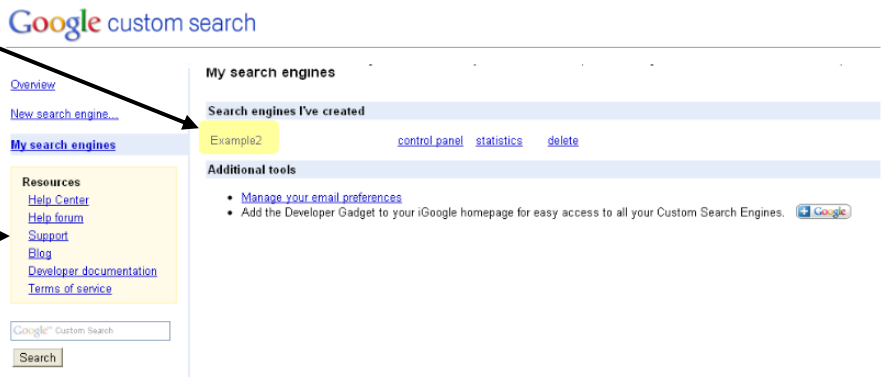 Google custom search
Overview
New search engine...
My search engines
Resources
Help Center
Help forum
Support
Blog
Developer documentation
Terms of service
Google™ Custom Search
Search
My search engines
Search engines I've created
Example2 control panel statistics delete
Additional tools
• Manage your email preferences
• Add the Developer Gadget to your iGoogle homepage for easy access to all your Custom Search Engines. + Google